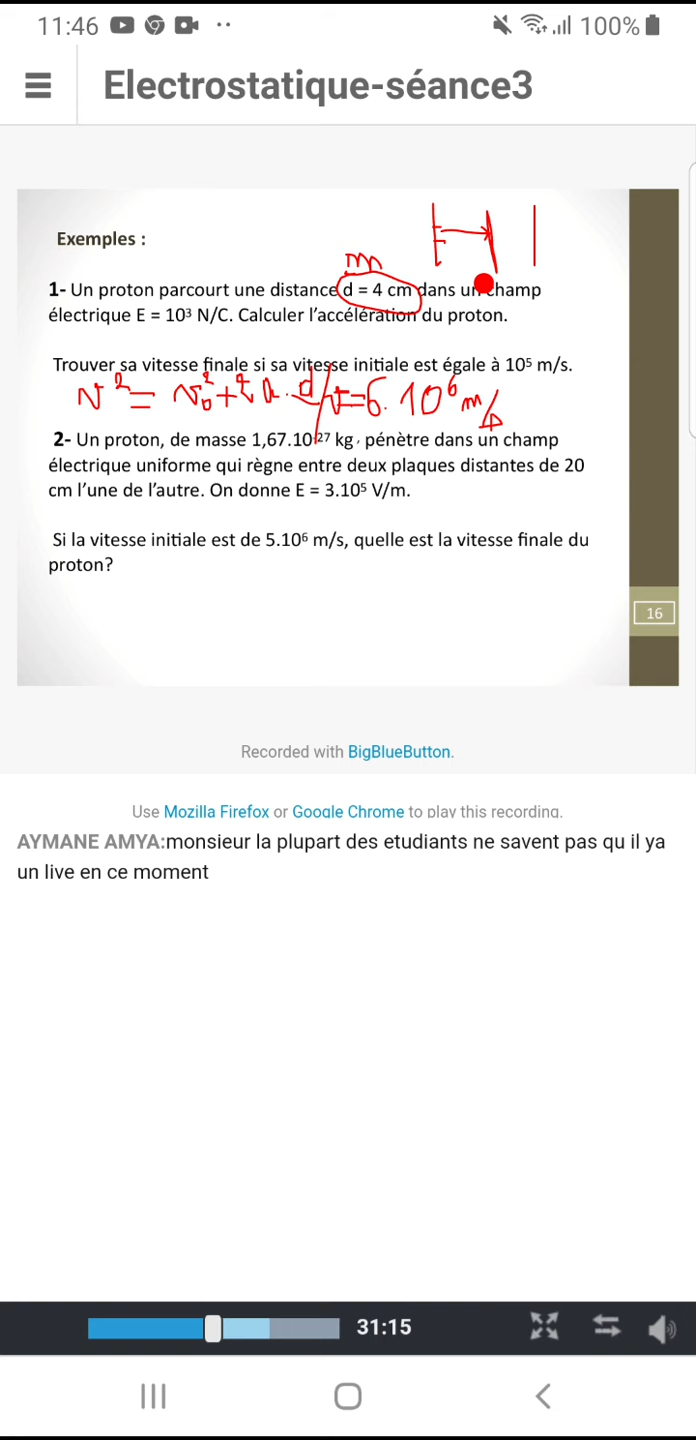 11:46
100%
Electrostatique-séance3
Exemples :
m
1- Un proton parcourt une distance d = 4 cm dans un champ
électrique E = 10³ N/C. Calculer l’accélération du proton.
Trouver sa vitesse finale si sa vitesse initiale est égale à 10⁵ m/s.
v² = v₀² + 2 a . d / v = 6. 10⁶ m/s
2- Un proton, de masse 1,67.10⁻²⁷ kg, pénètre dans un champ
électrique uniforme qui règne entre deux plaques distantes de 20
cm l’une de l’autre. On donne E = 3.10⁵ V/m.
Si la vitesse initiale est de 5.10⁶ m/s, quelle est la vitesse finale du
proton?
16
Recorded with BigBlueButton.
Use Mozilla Firefox or Google Chrome to play this recording.
AYMANE AMYA:monsieur la plupart des etudiants ne savent pas qu il ya
un live en ce moment
31:15